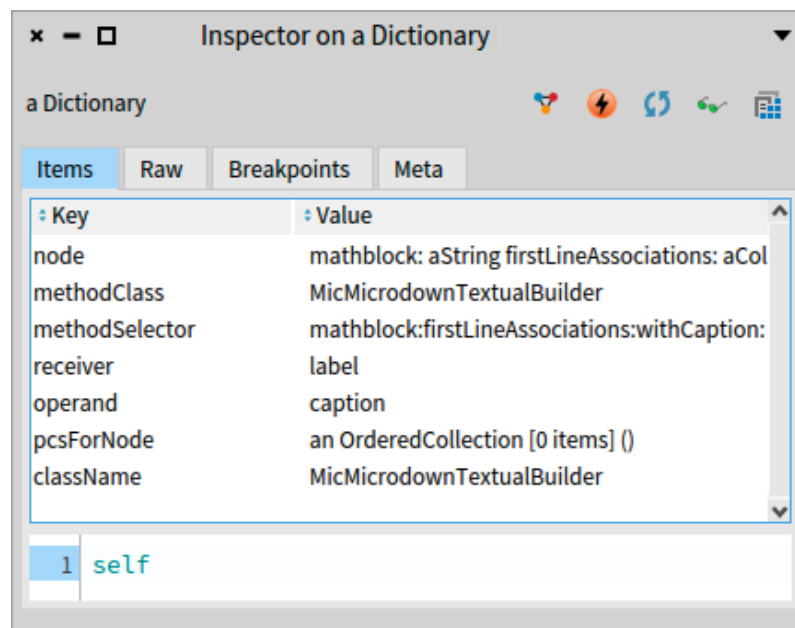 Inspector on a Dictionary
a Dictionary
Items Raw Breakpoints Meta
Key Value
node mathblock: aString firstLineAssociations: aCol
methodClass MicMicrodownTextualBuilder
methodSelector mathblock:firstLineAssociations:withCaption:
receiver label
operand caption
pcsForNode an OrderedCollection [0 items] ()
className MicMicrodownTextualBuilder
1 self